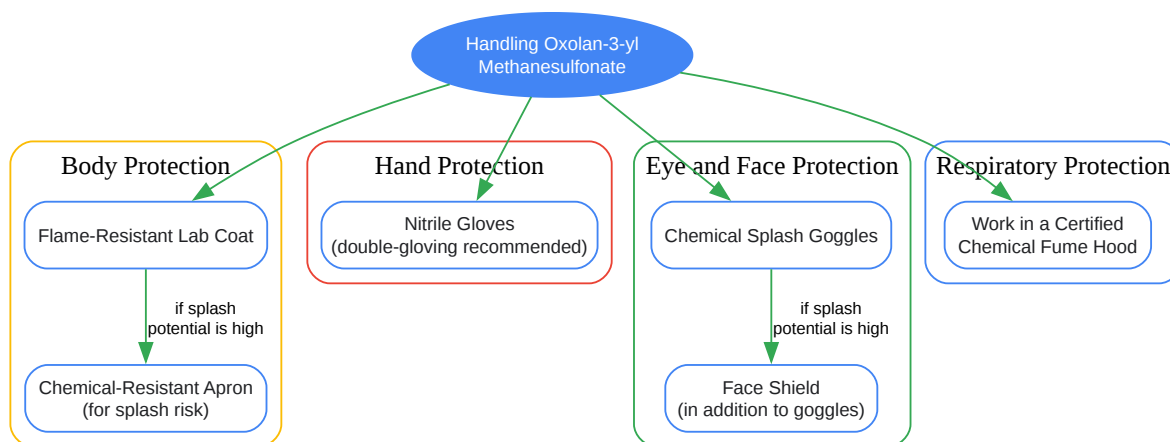 Handling Oxolan-3-yl
Methanesulfonate
Body Protection
Flame-Resistant Lab Coat
if splash
potential is high
Chemical-Resistant Apron
(for splash risk)
Hand Protection
Nitrile Gloves
(double-gloving recommended)
Eye and Face Protection
Chemical Splash Goggles
if splash
potential is high
Face Shield
(in addition to goggles)
Respiratory Protection
Work in a Certified
Chemical Fume Hood